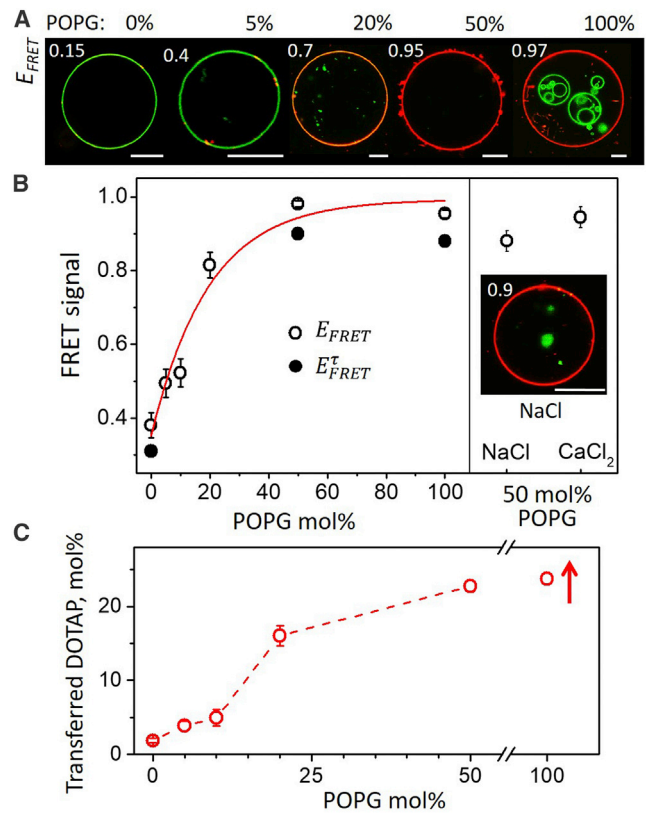 A POPG: 0% 5% 20% 50% 100%
E_FRET
0.15 0.4 0.7 0.95 0.97
B
FRET signal
1.0
0.8
0.6
0.4
E_FRET
E^τ_FRET
0.9
NaCl
NaCl CaCl₂
0 20 40 60 80 100
POPG mol%
50 mol%
POPG
C
Transferred DOTAP, mol%
20
10
0
0 25 50 100
POPG mol%